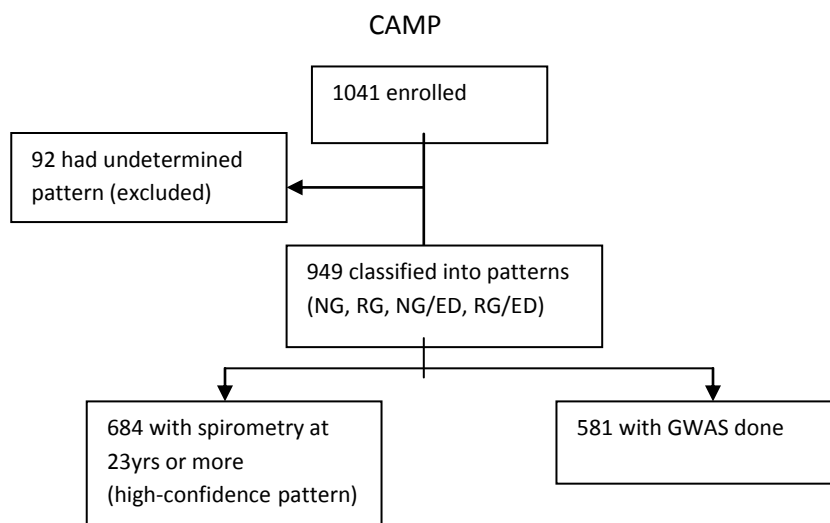 CAMP
1041 enrolled
92 had undetermined
pattern (excluded)
949 classified into patterns
(NG, RG, NG/ED, RG/ED)
684 with spirometry at
23yrs or more
(high-confidence pattern)
581 with GWAS done